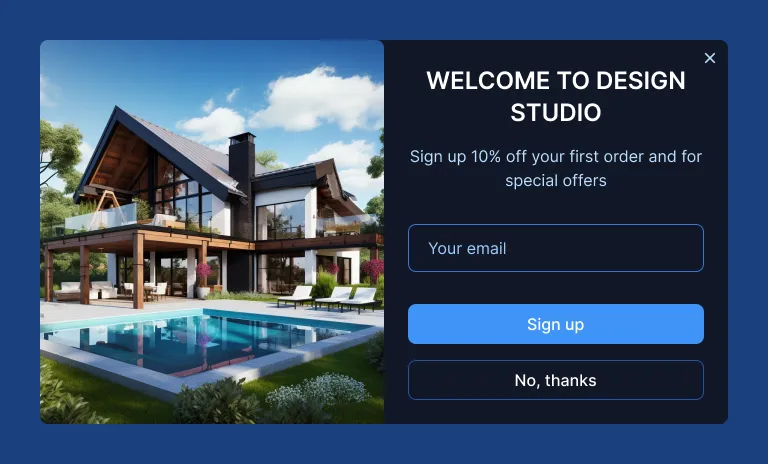 WELCOME TO DESIGN
STUDIO
Sign up 10% off your first order and for
special offers
Your email
Sign up
No, thanks